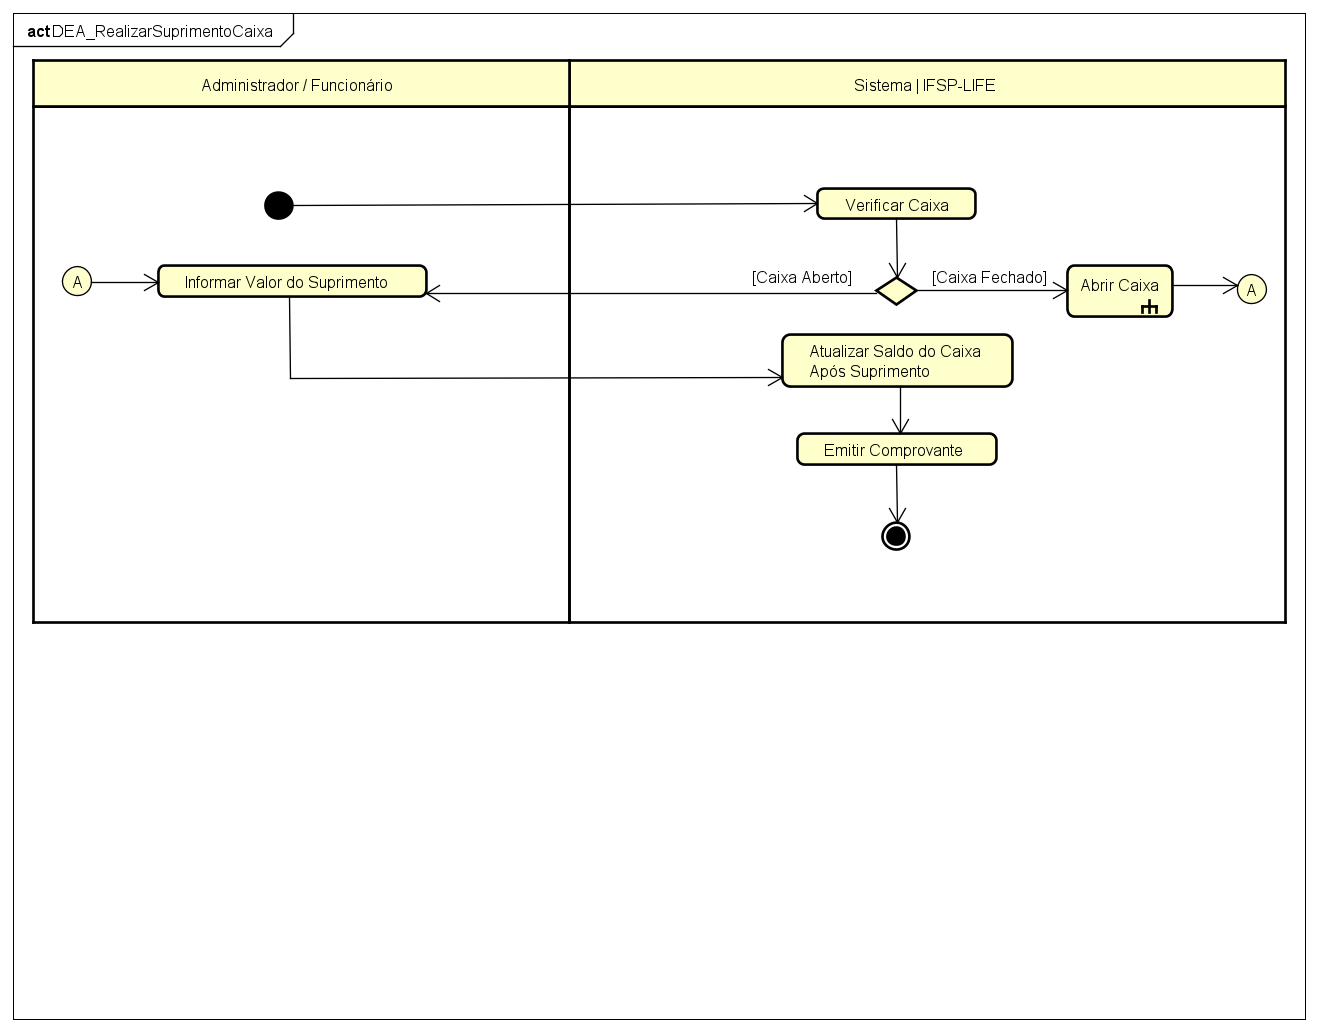 act DEA_RealizarSuprimentoCaixa
Administrador / Funcionário
Sistema | IFSP-LIFE
Verificar Caixa
A
Informar Valor do Suprimento
[Caixa Aberto]
[Caixa Fechado]
Abrir Caixa
A
Atualizar Saldo do Caixa
Após Suprimento
Emitir Comprovante